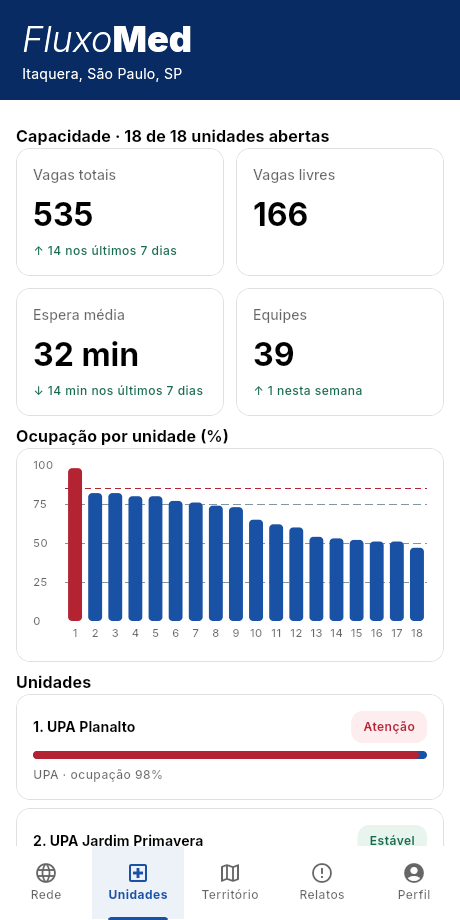 FluxoMed
Itaquera, São Paulo, SP
Capacidade · 18 de 18 unidades abertas
Vagas totais
535
↑ 14 nos últimos 7 dias
Vagas livres
166
Espera média
32 min
↓ 14 min nos últimos 7 dias
Equipes
39
↑ 1 nesta semana
Ocupação por unidade (%)
100
75
50
25
0
1 2 3 4 5 6 7 8 9 10 11 12 13 14 15 16 17 18
Unidades
1. UPA Planalto
Atenção
UPA · ocupação 98%
2. UPA Jardim Primavera
Estável
Rede
Unidades
Território
Relatos
Perfil